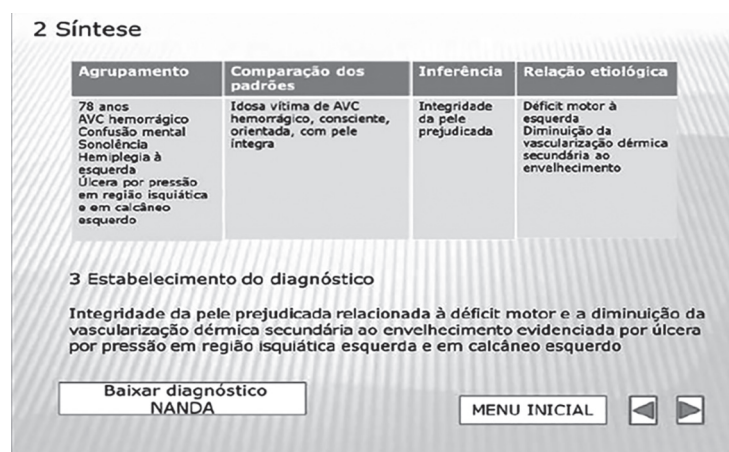 2 Síntese
Agrupamento
Comparação dos
padrões
Inferência
Relação etiológica
78 anos
AVC hemorrágico
Confusão mental
Sonolência
Hemiplegia à
esquerda
Úlcera por pressão
em região isquiática
e em calcâneo
esquerdo
Idosa vítima de AVC
hemorrágico, consciente,
orientada, com pele
íntegra
Integridade
da pele
prejudicada
Déficit motor à
esquerda
Diminuição da
vascularização dérmica
secundária ao
envelhecimento
3 Estabelecimento do diagnóstico
Integridade da pele prejudicada relacionada à déficit motor e a diminuição da
vascularização dérmica secundária ao envelhecimento evidenciada por úlcera
por pressão em região isquiática esquerda e em calcâneo esquerdo
Baixar diagnóstico
NANDA
MENU INICIAL